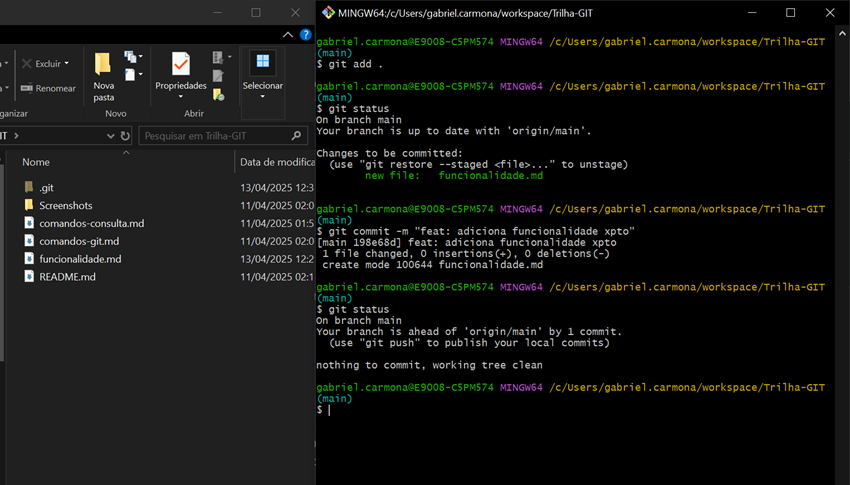 Excluir
Renomear
Nova
pasta
Propriedades
Selecionar
Novo
Abrir
Pesquisar em Trilha-GIT
Nome
.git 13/04/2025 12:3
Screenshots 11/04/2025 02:0
comandos-consulta.md 11/04/2025 01:5
comandos-git.md 11/04/2025 02:0
funcionalidade.md 13/04/2025 12:2
README.md 11/04/2025 02:1
MINGW64:/c/Users/gabriel.carmona/workspace/Trilha-GIT
gabriel.carmona@E9008-C5PM574 MINGW64 /c/Users/gabriel.carmona/workspace/Trilha-GIT
(main)
$ git add .
gabriel.carmona@E9008-C5PM574 MINGW64 /c/Users/gabriel.carmona/workspace/Trilha-GIT
(main)
$ git status
On branch main
Your branch is up to date with 'origin/main'.
Changes to be committed:
(use "git restore --staged <file>..." to unstage)
new file: funcionalidade.md
gabriel.carmona@E9008-C5PM574 MINGW64 /c/Users/gabriel.carmona/workspace/Trilha-GIT
(main)
$ git commit -m "feat: adiciona funcionalidade xpto"
[main 198e68d] feat: adiciona funcionalidade xpto
1 file changed, 0 insertions(+), 0 deletions(-)
create mode 100644 funcionalidade.md
gabriel.carmona@E9008-C5PM574 MINGW64 /c/Users/gabriel.carmona/workspace/Trilha-GIT
(main)
$ git status
On branch main
Your branch is ahead of 'origin/main' by 1 commit.
(use "git push" to publish your local commits)
nothing to commit, working tree clean
gabriel.carmona@E9008-C5PM574 MINGW64 /c/Users/gabriel.carmona/workspace/Trilha-GIT
(main)
$